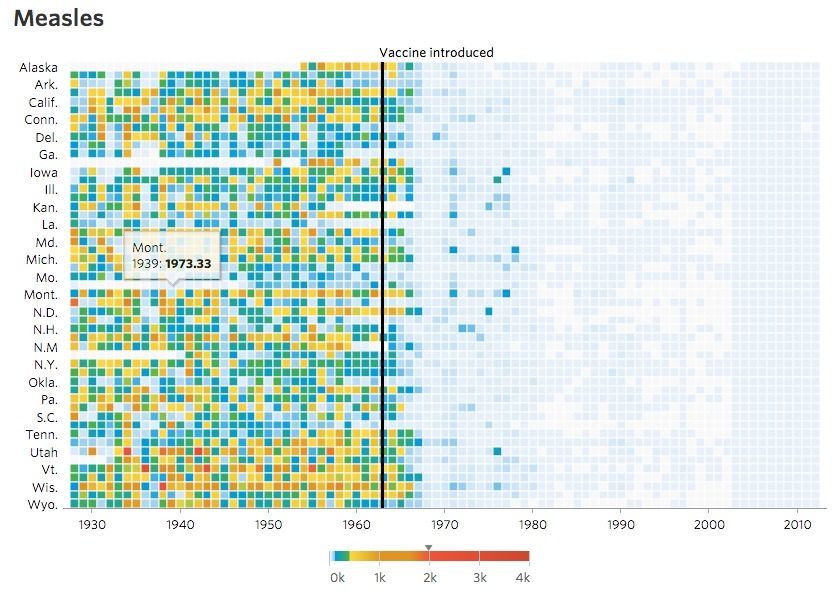 Measles
Vaccine introduced
Alaska
Ark.
Calif.
Conn.
Del.
Ga.
Iowa
Ill.
Kan.
La.
Md.
Mich.
Mo.
Mont.
N.D.
N.H.
N.M
N.Y.
Okla.
Pa.
S.C.
Tenn.
Utah
Vt.
Wis.
Wyo.
Mont.
1939: 1973.33
1930 1940 1950 1960 1970 1980 1990 2000 2010
0k 1k 2k 3k 4k